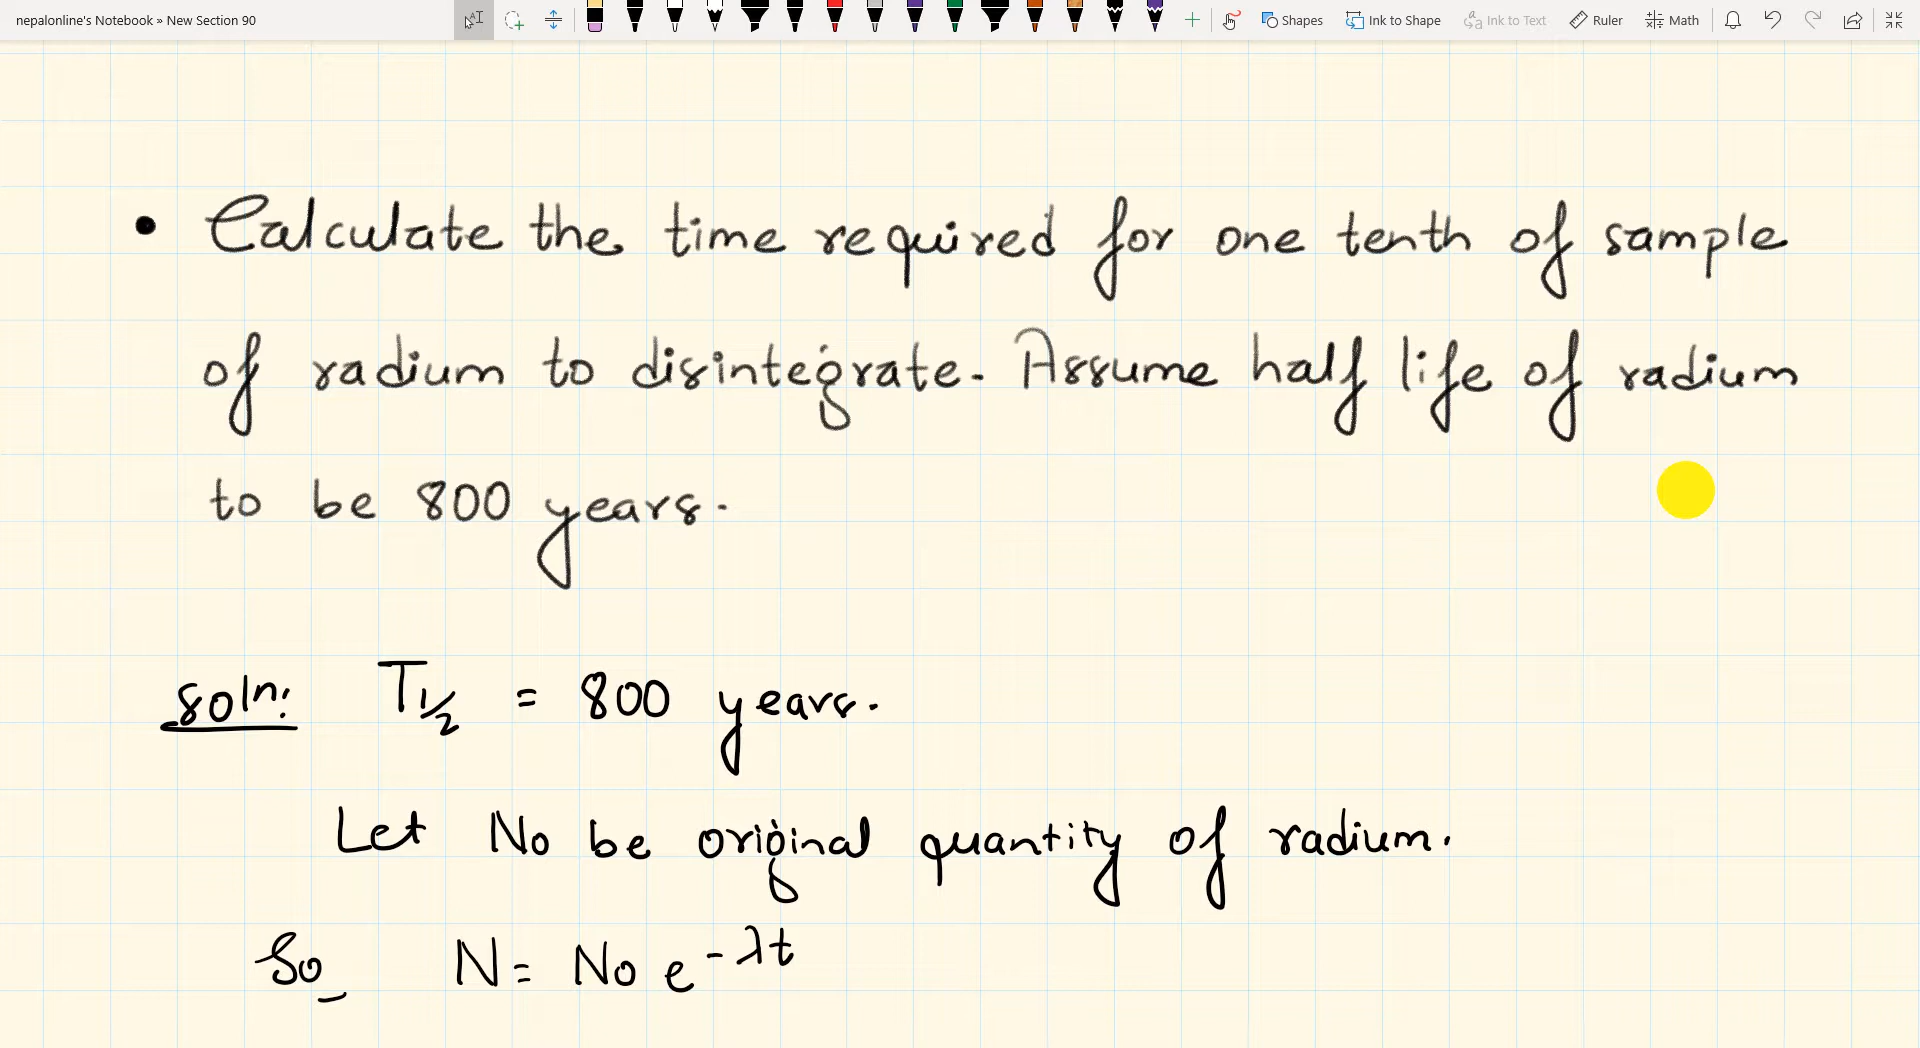 nepalonline's Notebook » New Section 90
Shapes Ink to Shape Ink to Text Ruler Math
• Calculate the time required for one tenth of sample
of radium to disintegrate. Assume half life of radium
to be 800 years.
soln: T1/2 = 800 years.
Let No be original quantity of radium.
So N = No e^-λt